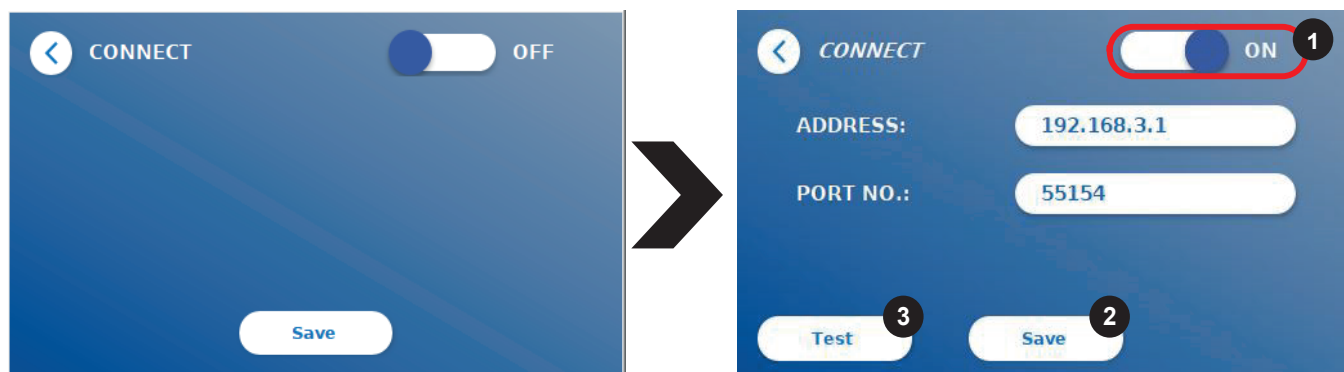 CONNECT
OFF
Save
CONNECT
ON
1
ADDRESS:
192.168.3.1
PORT NO.:
55154
Test
3
Save
2